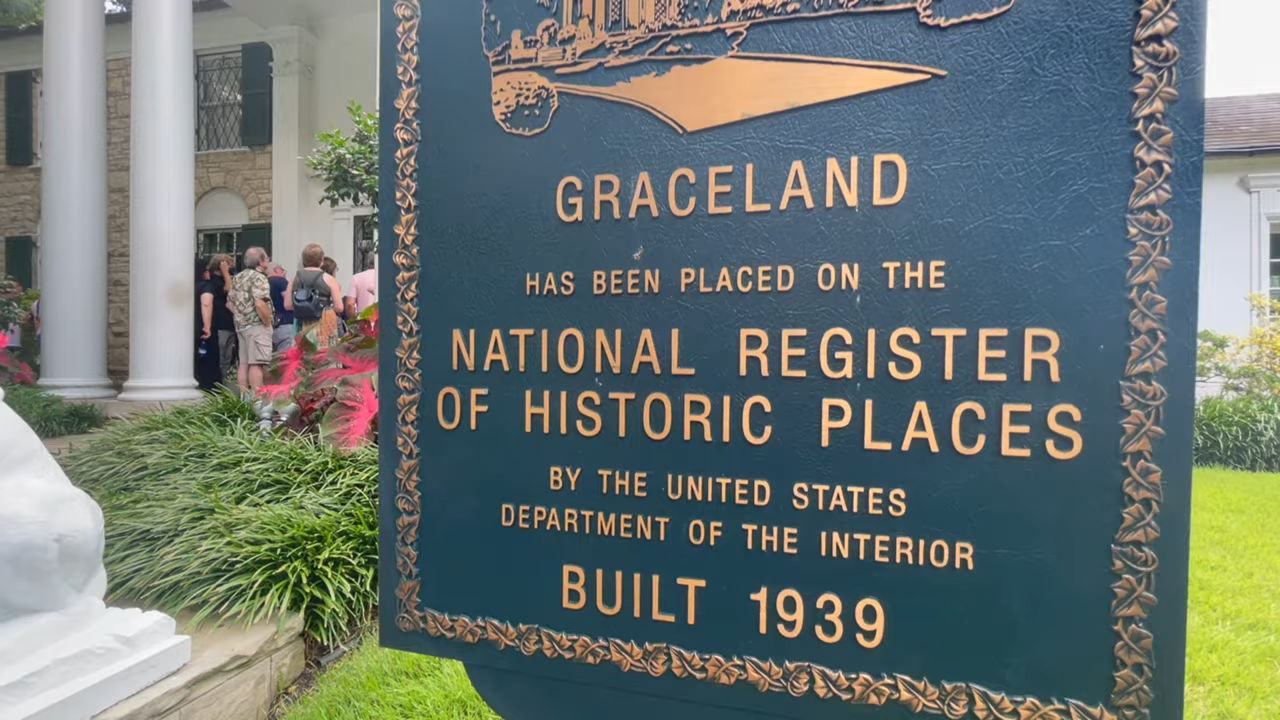 GRACELAND
HAS BEEN PLACED ON THE
NATIONAL REGISTER
OF HISTORIC PLACES
BY THE UNITED STATES
DEPARTMENT OF THE INTERIOR
BUILT 1939